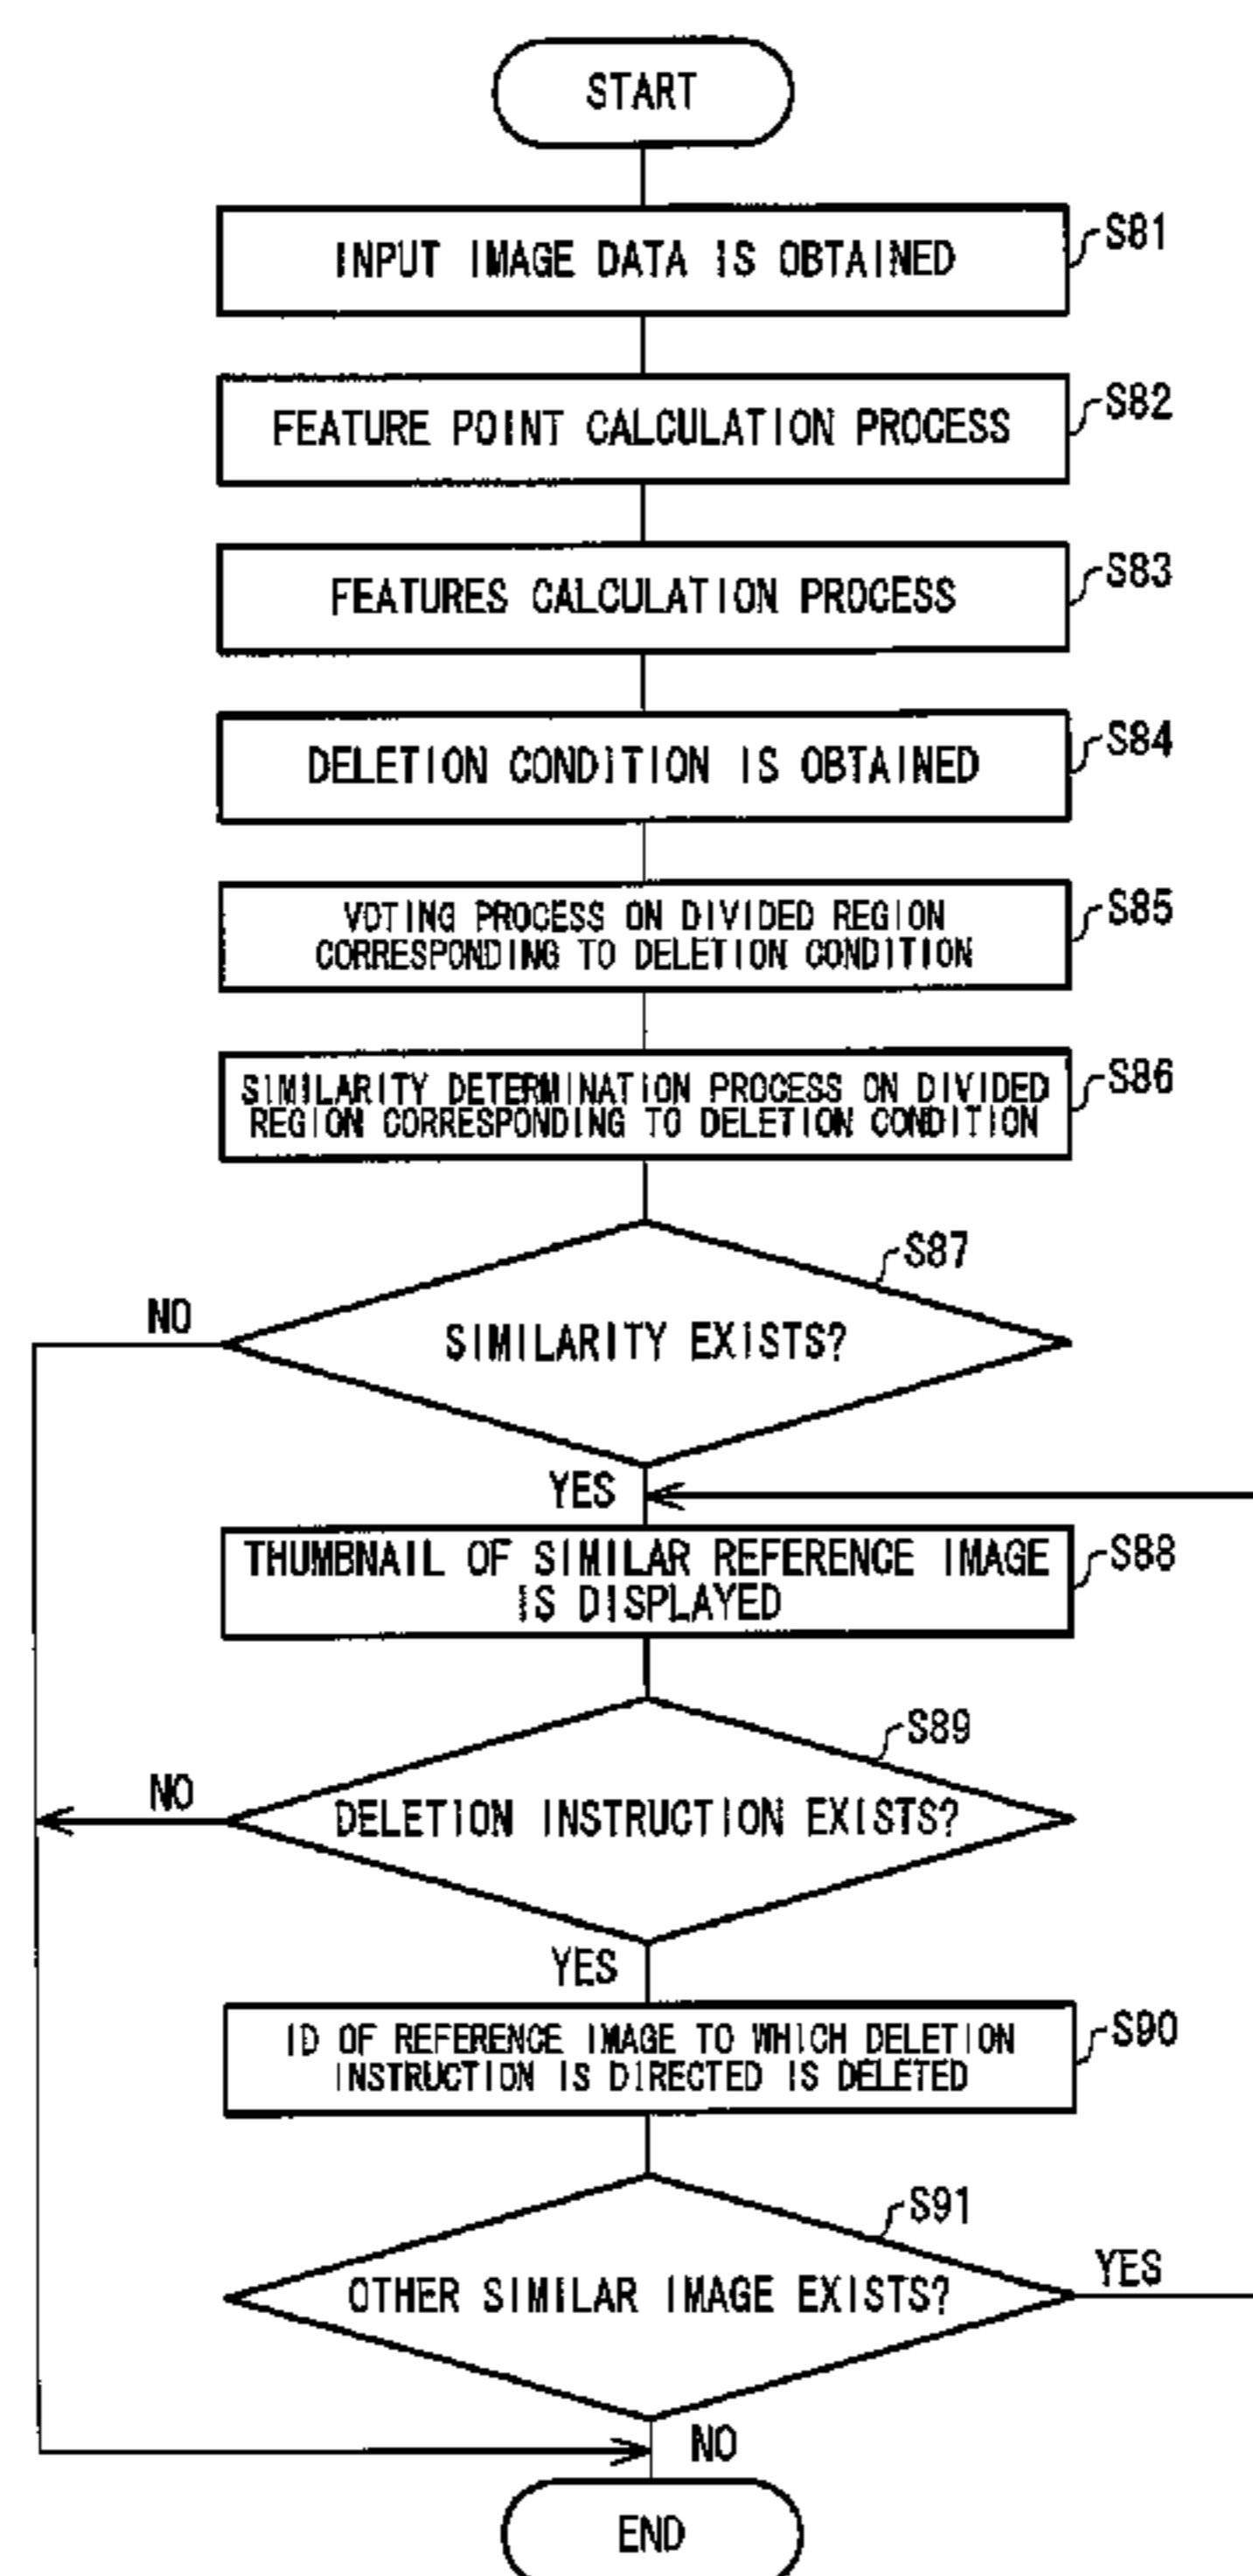 START
INPUT IMAGE DATA IS OBTAINED
S81
FEATURE POINT CALCULATION PROCESS
S82
FEATURES CALCULATION PROCESS
S83
DELETION CONDITION IS OBTAINED
S84
VOTING PROCESS ON DIVIDED REGION
CORRESPONDING TO DELETION CONDITION
S85
SIMILARITY DETERMINATION PROCESS ON DIVIDED
REGION CORRESPONDING TO DELETION CONDITION
S86
S87
NO
SIMILARITY EXISTS?
YES
THUMBNAIL OF SIMILAR REFERENCE IMAGE
IS DISPLAYED
S88
S89
NO
DELETION INSTRUCTION EXISTS?
YES
ID OF REFERENCE IMAGE TO WHICH DELETION
INSTRUCTION IS DIRECTED IS DELETED
S90
S91
OTHER SIMILAR IMAGE EXISTS?
YES
NO
END